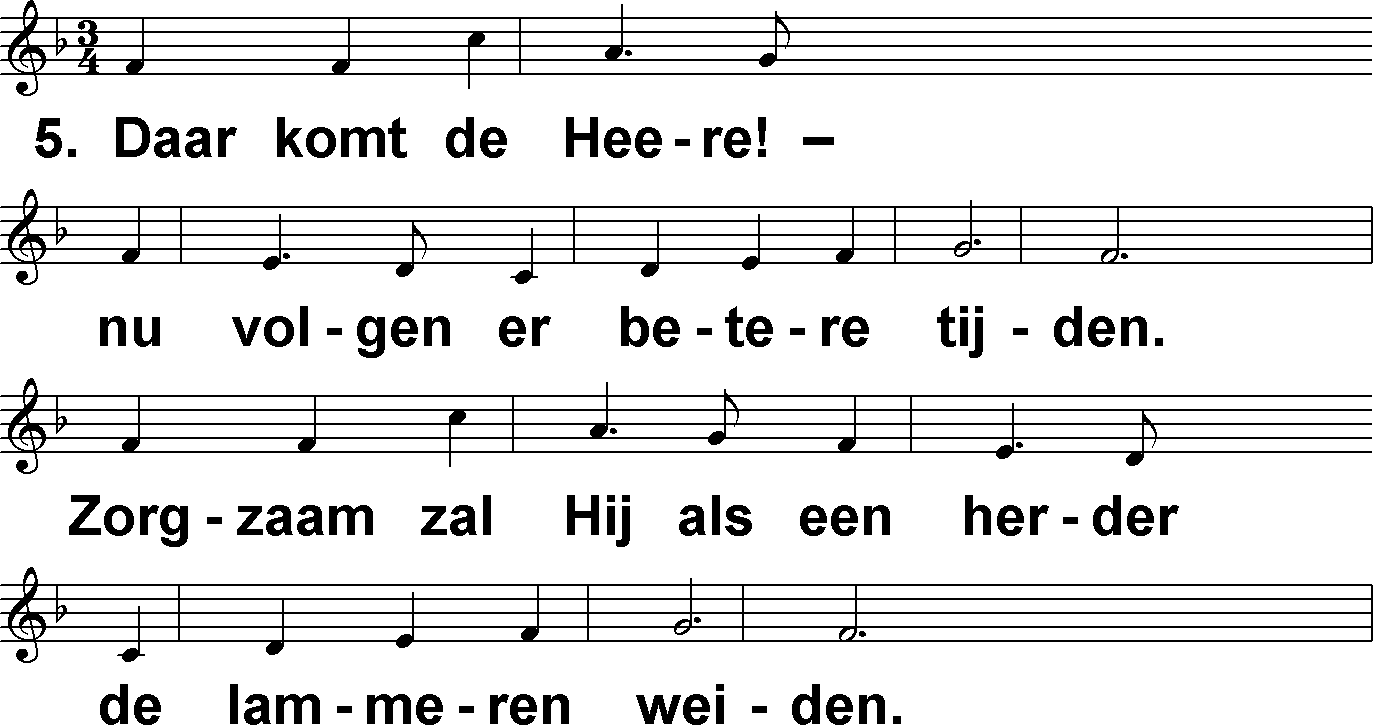 5. Daar komt de Hee-re! –
nu vol-gen er be-te-re tij-den.
Zorg-zaam zal Hij als een her-der
de lam-me-ren wei-den.